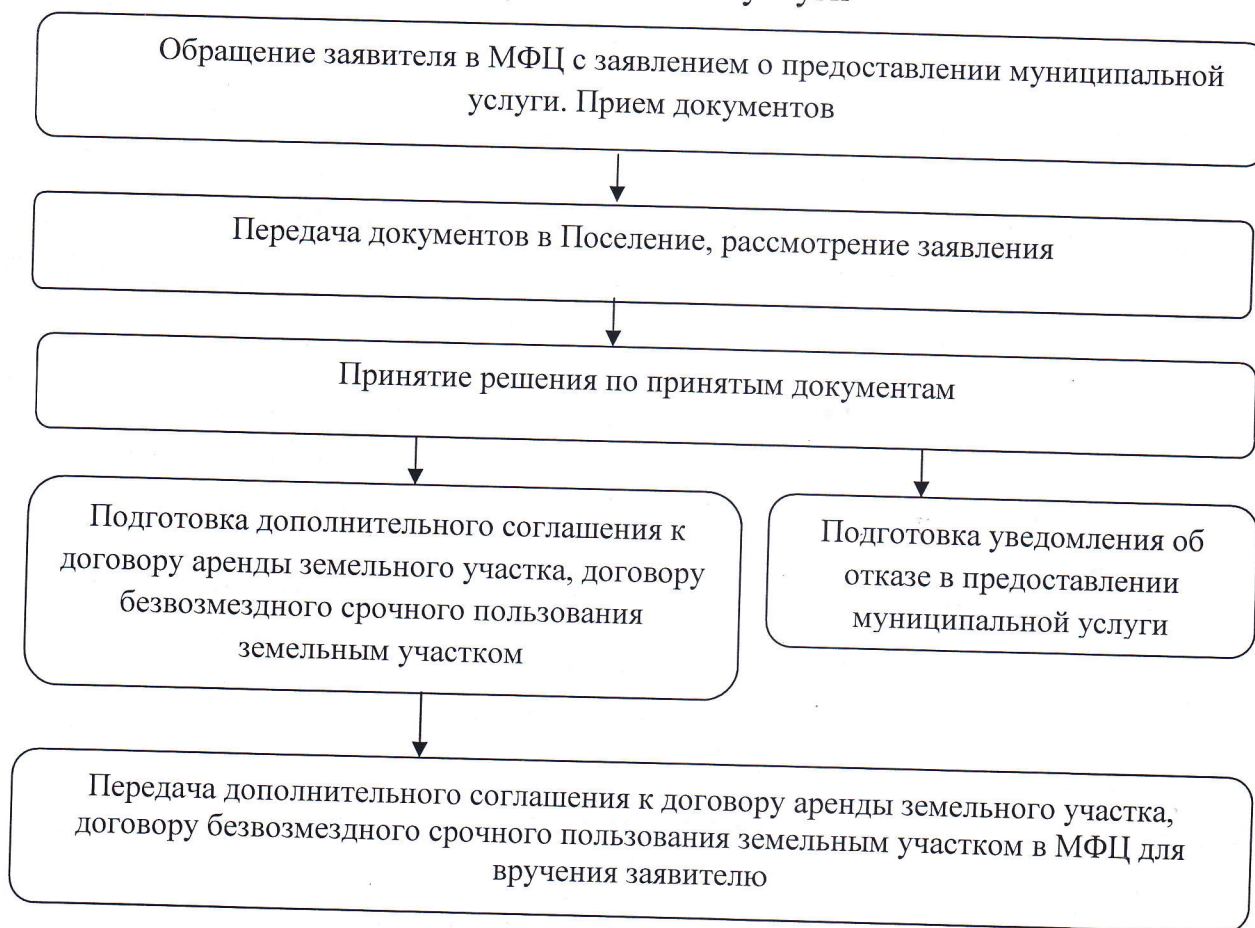 Обращение заявителя в МФЦ с заявлением о предоставлении муниципальной
услуги. Прием документов
Передача документов в Поселение, рассмотрение заявления
Принятие решения по принятым документам
Подготовка дополнительного соглашения к
договору аренды земельного участка, договору
безвозмездного срочного пользования
земельным участком
Подготовка уведомления об
отказе в предоставлении
муниципальной услуги
Передача дополнительного соглашения к договору аренды земельного участка,
договору безвозмездного срочного пользования земельным участком в МФЦ для
вручения заявителю